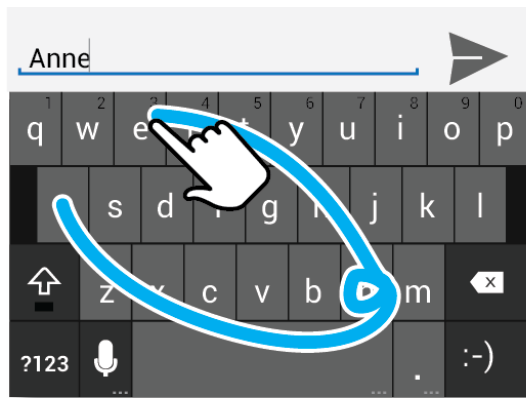 Anne
1 2 3 4 5 6 7 8 9 0
q w e t y u i o p
s d f g h j k l
z x c v b n m x
?123 ... ... . ... :-)